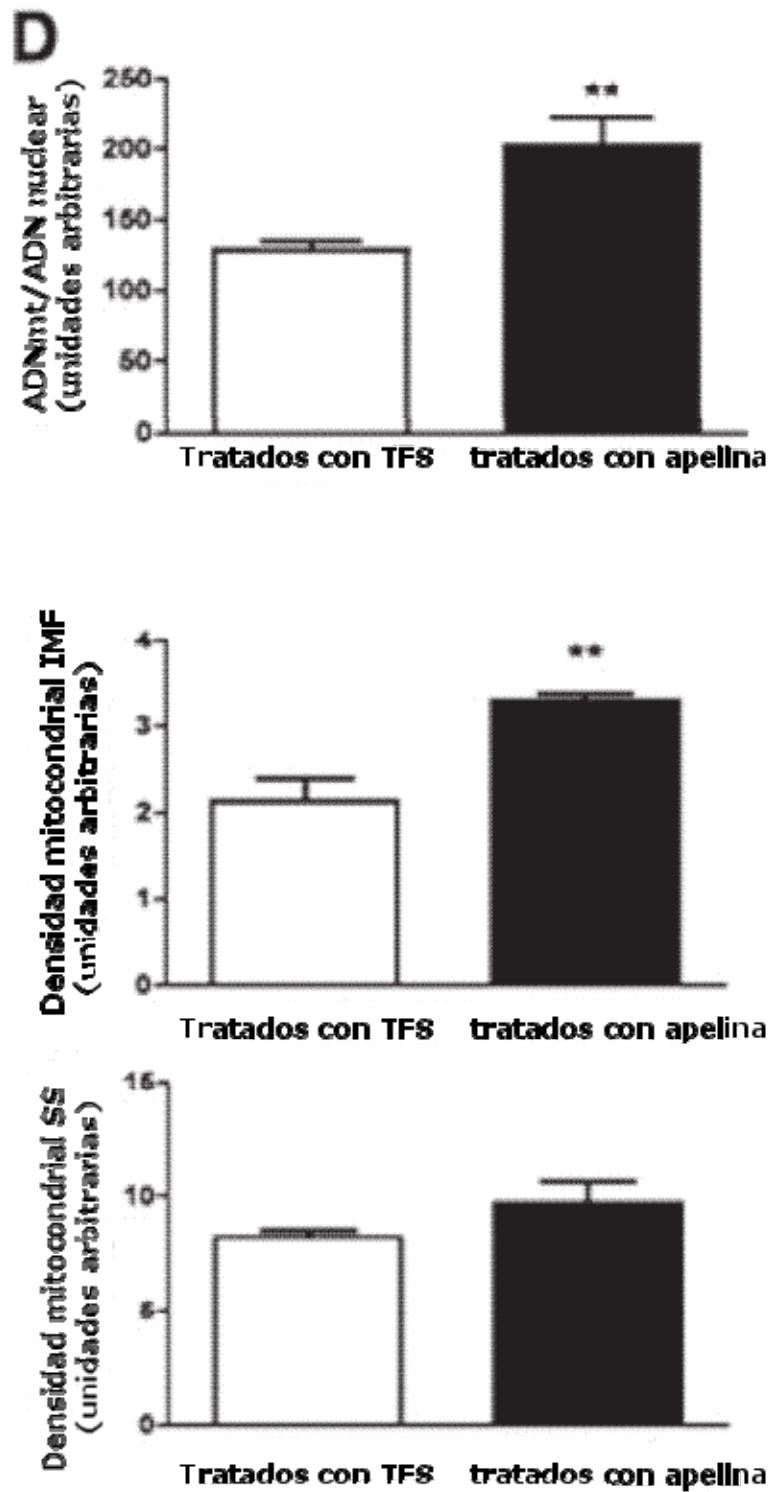 D
ADNmt/ADN nuclear
(unidades arbitrarias)
250
200
150
100
50
0
**
Tratados con TFS tratados con apelina
Densidad mitocondrial IMF
(unidades arbitrarias)
4
3
2
1
0
**
Tratados con TFS tratados con apelina
Densidad mitocondrial SS
(unidades arbitrarias)
15
10
5
0
Tratados con TFS tratados con apelina